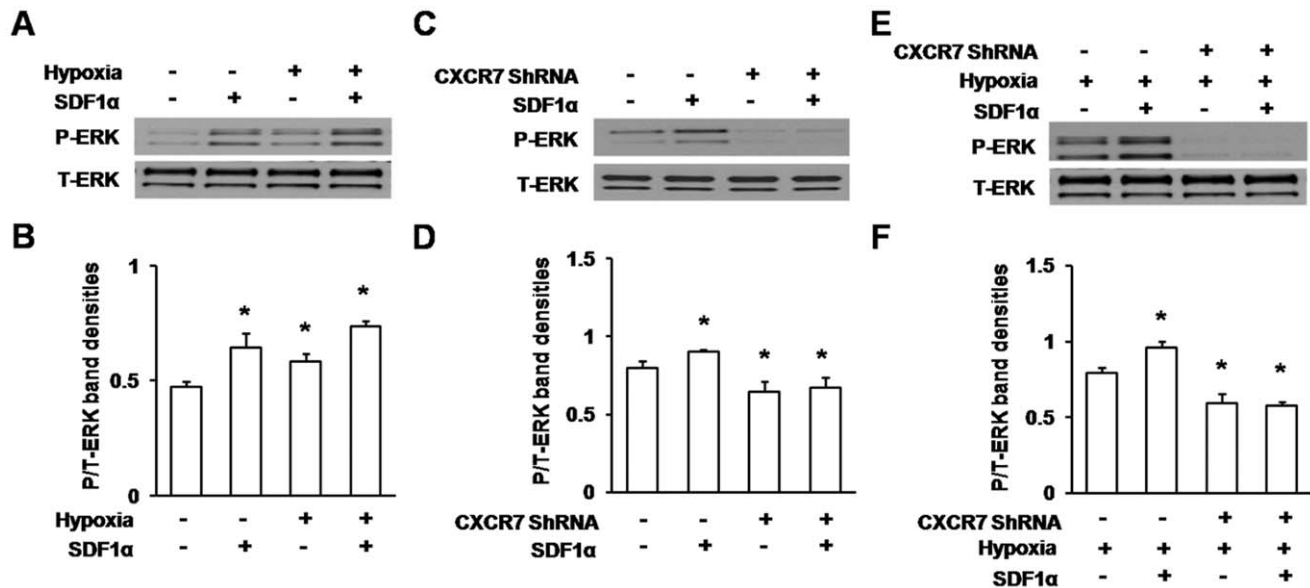 A
Hypoxia - - + +
SDF1α - + - +
P-ERK
T-ERK
B
P/T-ERK band densitles
1
0.5
0
* * *
Hypoxia - - + +
SDF1α - + - +
C
CXCR7 ShRNA - - + +
SDF1α - + - +
P-ERK
T-ERK
D
P/T-ERK band densities
1.5
1
0.5
0
* * *
CXCR7 ShRNA - - + +
SDF1α - + - +
E
CXCR7 ShRNA - - + +
Hypoxia + + + +
SDF1α - + - +
P-ERK
T-ERK
F
P/T-ERK band densities
1.5
1
0.5
0
* * *
CXCR7 ShRNA - - + +
Hypoxia + + + +
SDF1α - + - +